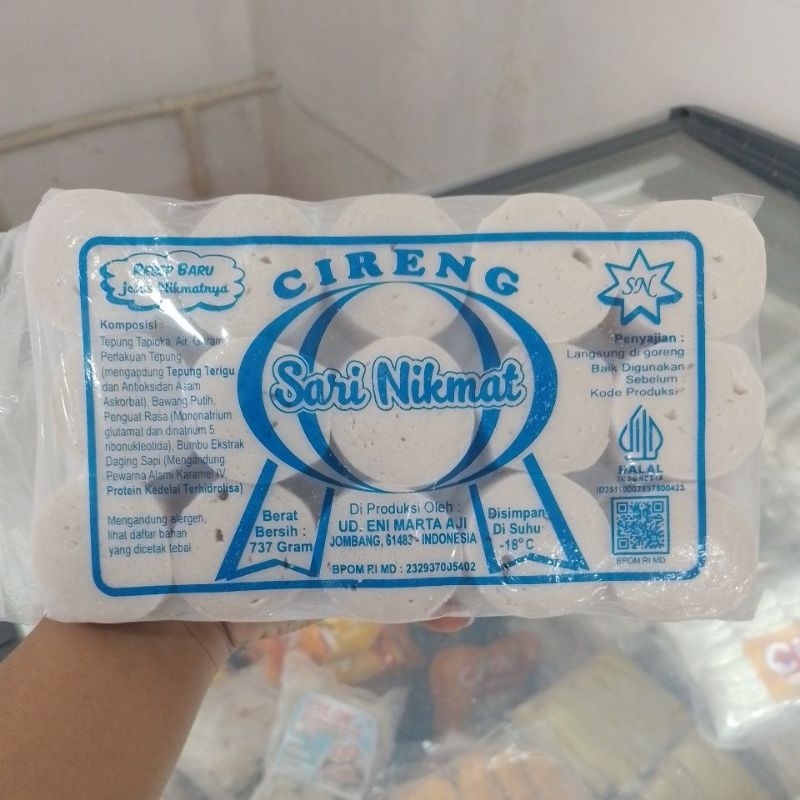 RESEP BARU
jelas Nikmatnya
CIRENG
SN
Komposisi :
Tepung Tapioka, Air, Garam,
Perlakuan Tepung
(mengandung Tepung Terigu
dan Antioksidan Asam
Askorbat), Bawang Putih,
Penguat Rasa (Mononatrium
glutamat dan dinatrium 5
ribonukleotida), Bumbu Ekstrak
Daging Sapi (Mengandung
Pewarna Alami Karamel IV,
Protein Kedelai Terhidrolisa)
Mengandung alergen,
lihat daftar bahan
yang dicetak tebal
Sari Nikmat
Berat
Bersih :
737 Gram
Di Produksi Oleh :
UD. ENI MARTA AJI
JOMBANG, 61483 - INDONESIA
BPOM RI MD : 232937005402
Disimpan
Di Suhu
-18°C
Penyajian :
Langsung di goreng
Baik Digunakan
Sebelum :
Kode Produksi :
HALAL
INDONESIA
BPOM RI MD